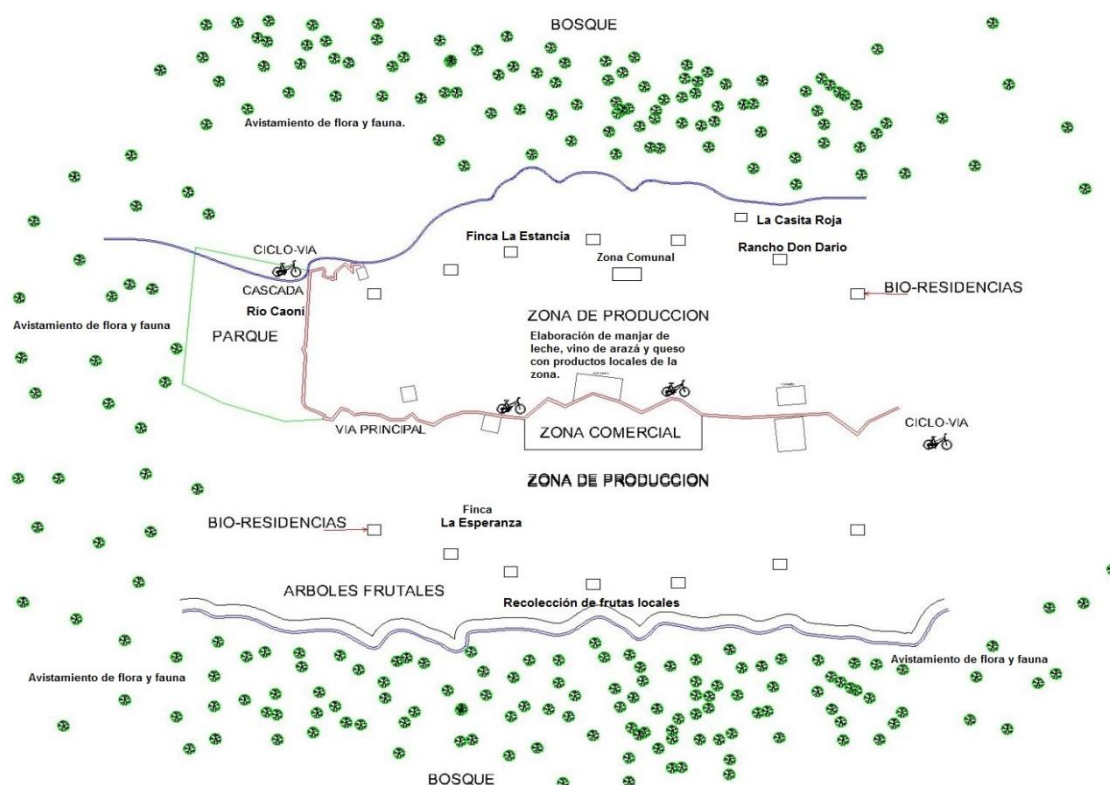 BOSQUE
Avistamiento de flora y fauna.
La Casita Roja
Finca La Estancia
CICLO-VIA
Zona Comunal
Rancho Don Dario
CASCADA
BIO-RESIDENCIAS
Río Caoni
ZONA DE PRODUCCION
Avistamiento de flora y fauna
PARQUE
Elaboración de manjar de
leche, vino de arazá y queso
con productos locales de la
zona.
VIA PRINCIPAL
ZONA COMERCIAL
CICLO-VIA
ZONA DE PRODUCCION
Finca
La Esperanza
BIO-RESIDENCIAS
ARBOLES FRUTALES
Recolección de frutas locales
Avistamiento de flora y fauna
Avistamiento de flora y fauna
BOSQUE